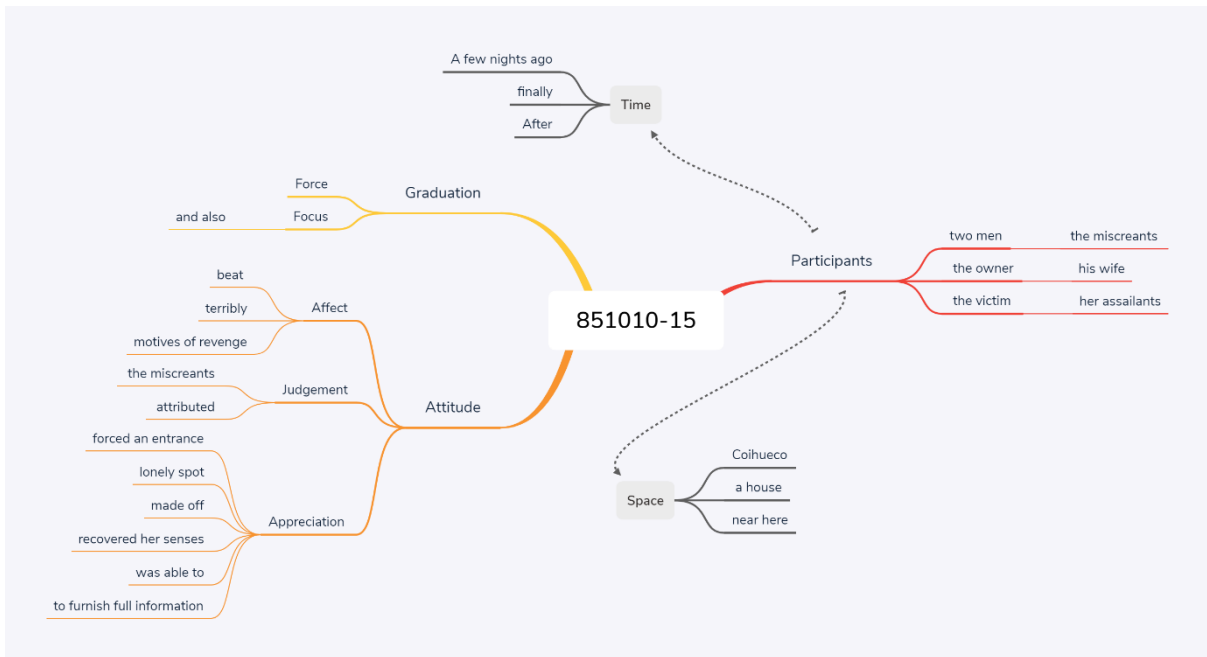 A few nights ago
finally
After
Time
Force
Focus
and also
Graduation
two men
the miscreants
the owner
his wife
the victim
her assailants
Participants
851010-15
beat
terribly
motives of revenge
Affect
the miscreants
attributed
Judgement
Attitude
forced an entrance
lonely spot
made off
recovered her senses
was able to
to furnish full information
Appreciation
Coihueco
a house
near here
Space